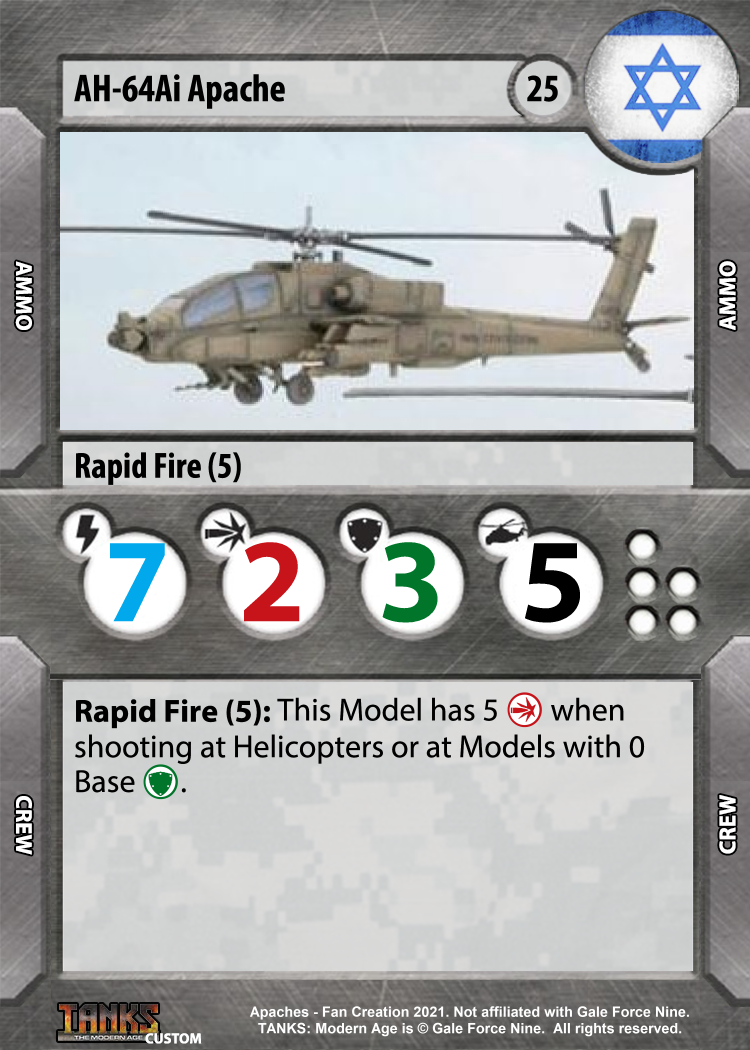 AH-64Ai Apache
25
AMMO
AMMO
Rapid Fire (5)
7 2 3 5
Rapid Fire (5): This Model has 5 when
shooting at Helicopters or at Models with 0
Base .
CREW
CREW
TANKS
THE MODERN AGE
CUSTOM
Apaches - Fan Creation 2021. Not affiliated with Gale Force Nine.
TANKS: Modern Age is © Gale Force Nine. All rights reserved.